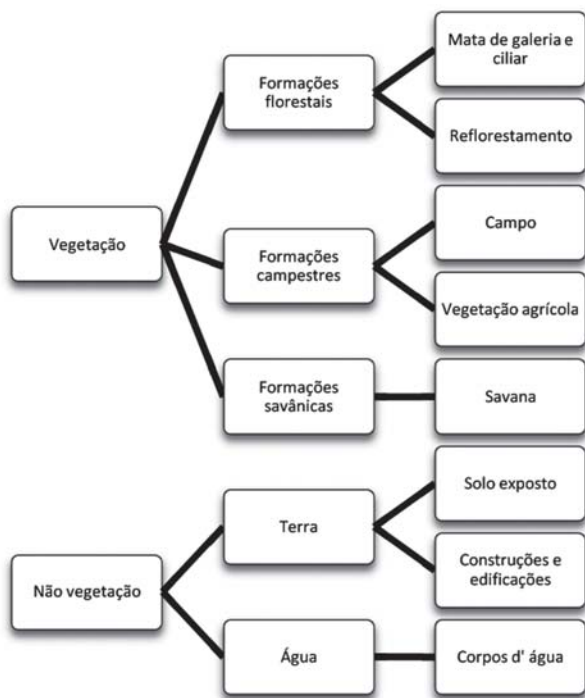 Vegetação
Formações
florestais
Mata de galeria e
ciliar
Reflorestamento
Formações
campestres
Campo
Vegetação agrícola
Formações
savânicas
Savana
Não vegetação
Terra
Solo exposto
Construções e
edificações
Água
Corpos d' água